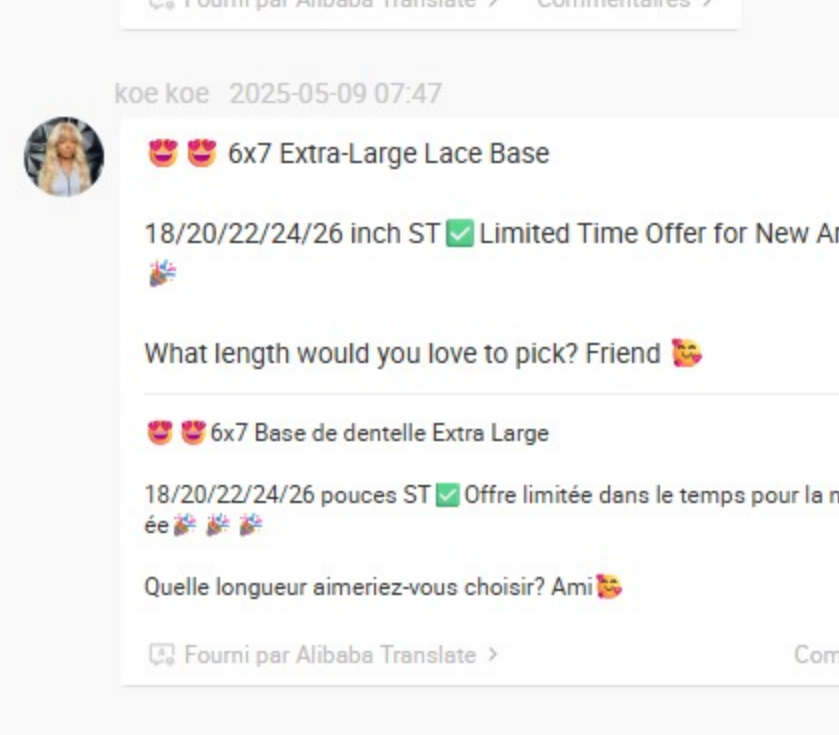 Fourni par Alibaba Translate > Commentaires >
koe koe 2025-05-09 07:47
😍 😍 6x7 Extra-Large Lace Base
18/20/22/24/26 inch ST✅Limited Time Offer for New
🎉
What length would you love to pick? Friend 🥰
😍 😍6x7 Base de dentelle Extra Large
18/20/22/24/26 pouces ST✅Offre limitée dans le temps pour la
ée🎉 🎉 🎉
Quelle longueur aimeriez-vous choisir? Ami🥰
Fourni par Alibaba Translate >